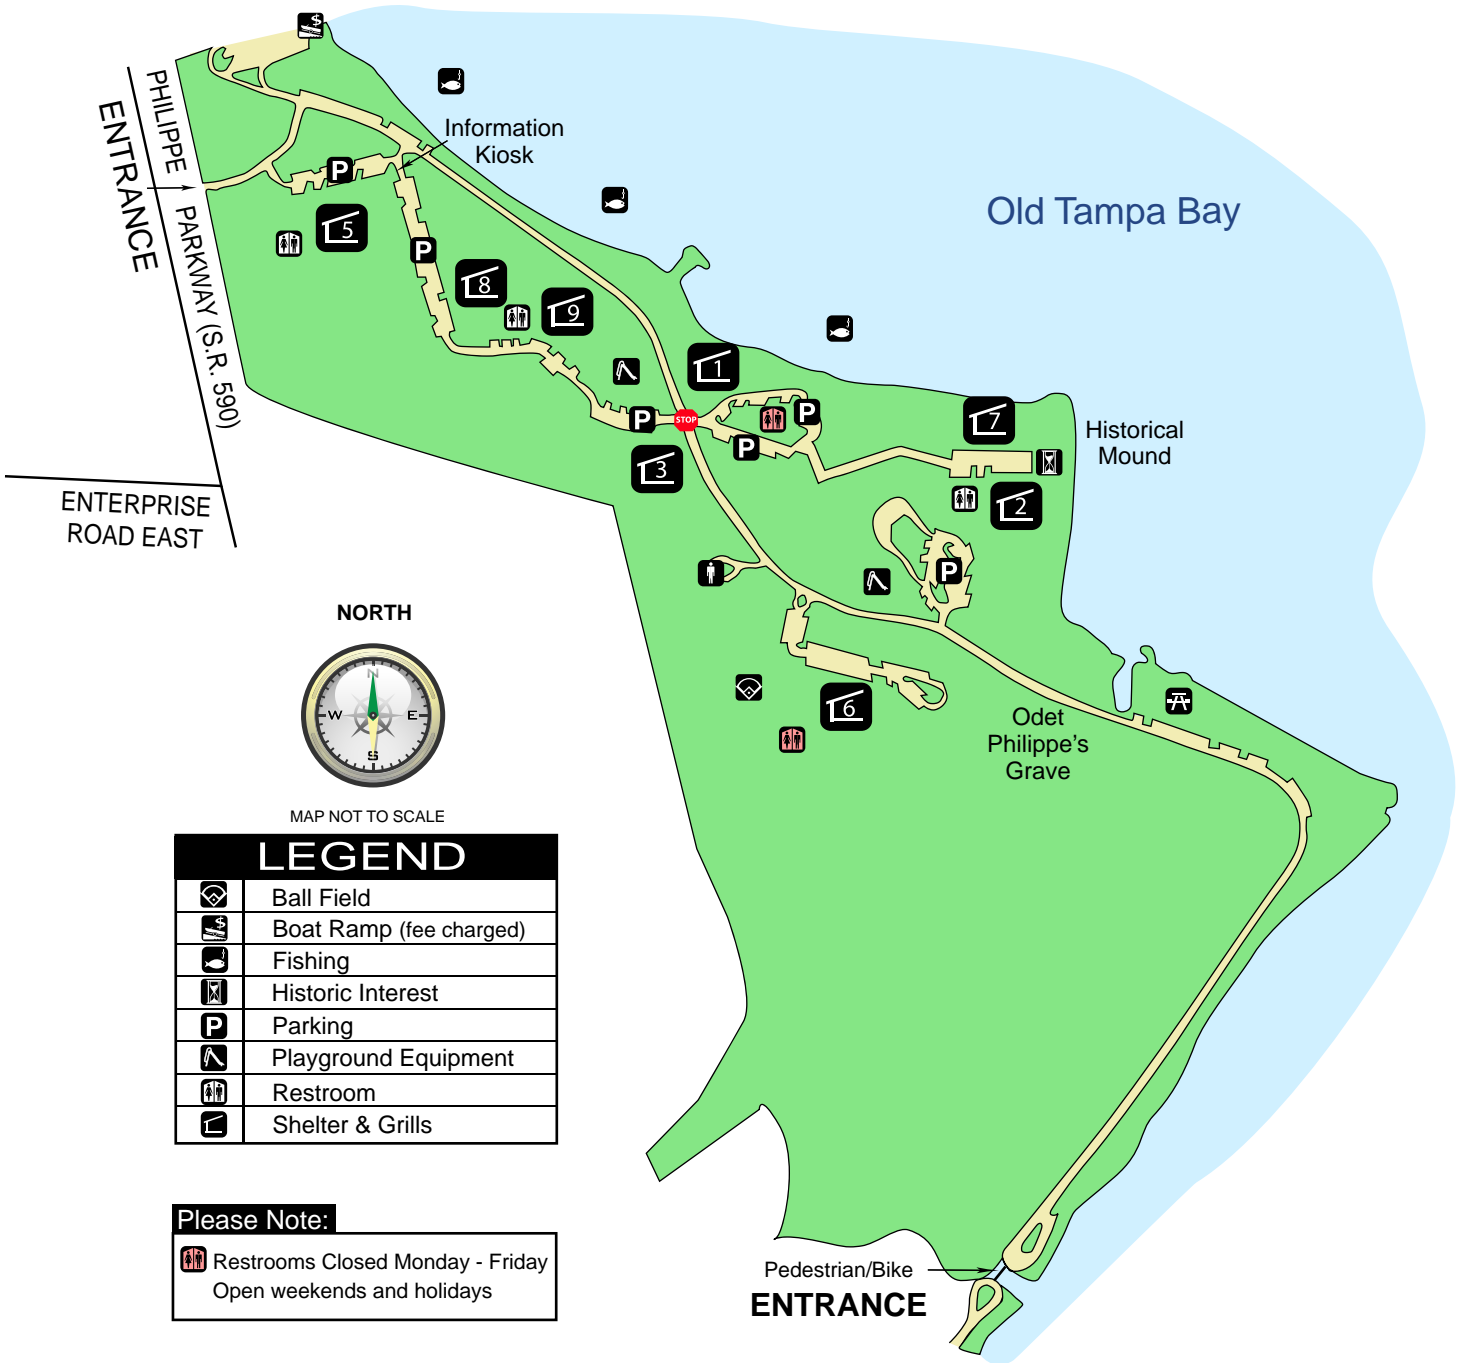 $
PHILIPPE PARKWAY (S.R. 590)
ENTRANCE
Information
Kiosk
P
5
Old Tampa Bay
P
8
9
1
P
STOP
P
P
7
Historical
Mound
3
2
ENTERPRISE
ROAD EAST
P
NORTH
N
W E
S
6
Odet
Philippe's
Grave
MAP NOT TO SCALE
LEGEND
Ball Field
$ Boat Ramp (fee charged)
Fishing
Historic Interest
P Parking
Playground Equipment
Restroom
Shelter & Grills
Please Note:
Restrooms Closed Monday - Friday
Open weekends and holidays
Pedestrian/Bike
ENTRANCE